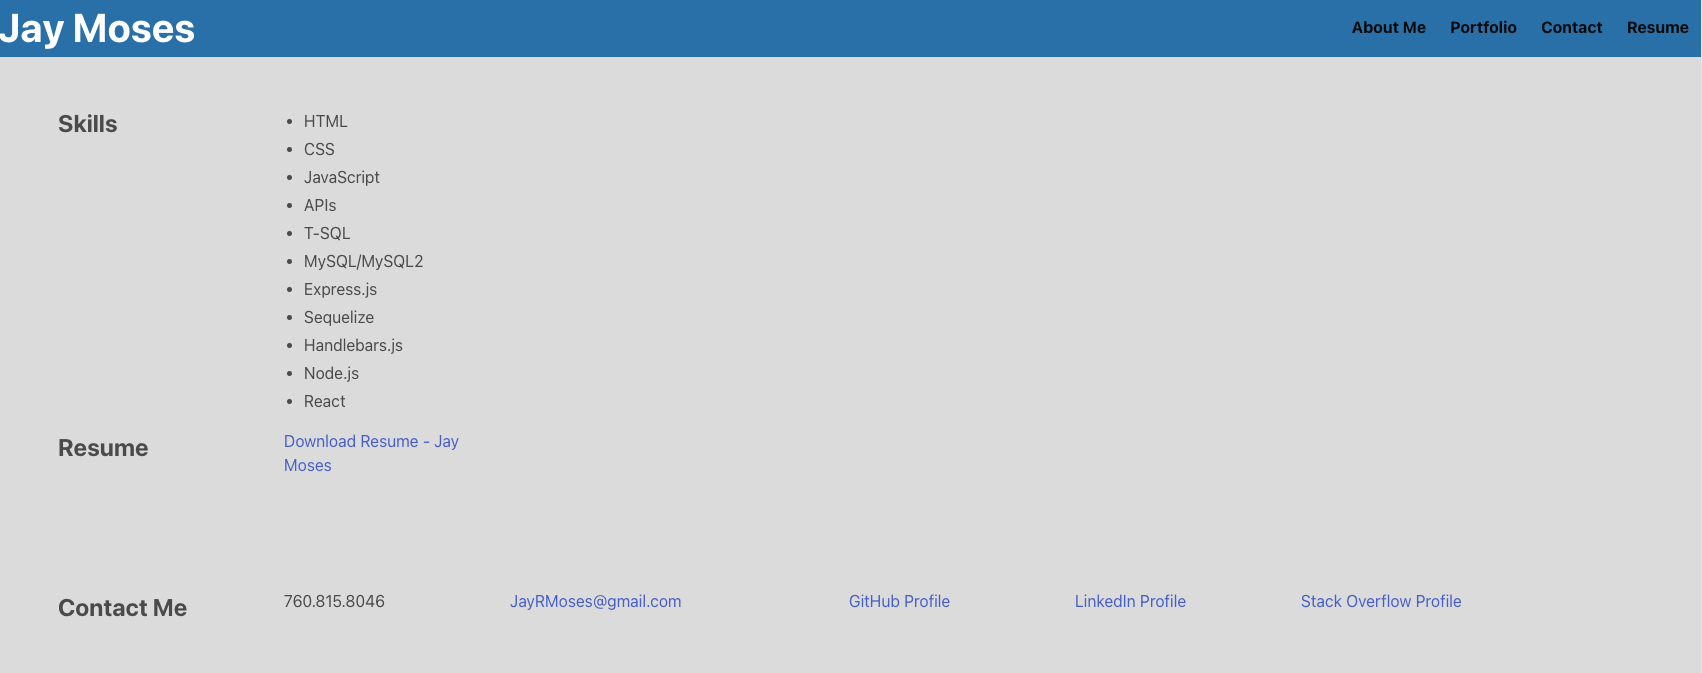 Jay Moses
About Me Portfolio Contact Resume
Skills
• HTML
• CSS
• JavaScript
• APIs
• T-SQL
• MySQL/MySQL2
• Express.js
• Sequelize
• Handlebars.js
• Node.js
• React
Resume
Download Resume - Jay
Moses
Contact Me
760.815.8046
JayRMoses@gmail.com
GitHub Profile
LinkedIn Profile
Stack Overflow Profile